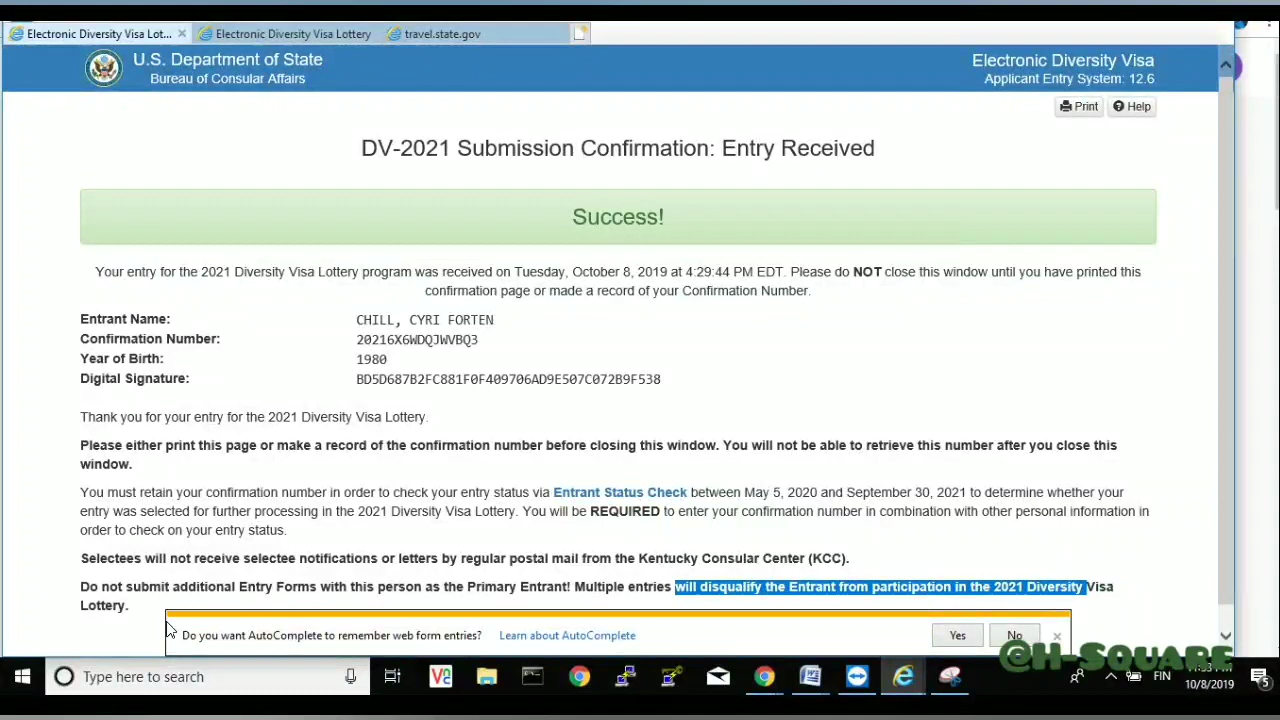 Electronic Diversity Visa Lot... Electronic Diversity Visa Lottery travel.state.gov
U.S. Department of State
Bureau of Consular Affairs
Electronic Diversity Visa
Applicant Entry System: 12.6
Print Help
DV-2021 Submission Confirmation: Entry Received
Success!
Your entry for the 2021 Diversity Visa Lottery program was received on Tuesday, October 8, 2019 at 4:29:44 PM EDT. Please do NOT close this window until you have printed this
confirmation page or made a record of your Confirmation Number.
Entrant Name: CHILL, CYRI FORTEN
Confirmation Number: 20216X6WDQJWVBQ3
Year of Birth: 1980
Digital Signature: BD5D687B2FC881F0F409706AD9E507C072B9F538
Thank you for your entry for the 2021 Diversity Visa Lottery.
Please either print this page or make a record of the confirmation number before closing this window. You will not be able to retrieve this number after you close this
window.
You must retain your confirmation number in order to check your entry status via Entrant Status Check between May 5, 2020 and September 30, 2021 to determine whether your
entry was selected for further processing in the 2021 Diversity Visa Lottery. You will be REQUIRED to enter your confirmation number in combination with other personal information in
order to check on your entry status.
Selectees will not receive selectee notifications or letters by regular postal mail from the Kentucky Consular Center (KCC).
Do not submit additional Entry Forms with this person as the Primary Entrant! Multiple entries will disqualify the Entrant from participation in the 2021 Diversity Visa
Lottery.
Do you want AutoComplete to remember web form entries? Learn about AutoComplete Yes No
@H-SQUARE
Type here to search
FIN
10/8/2019
5